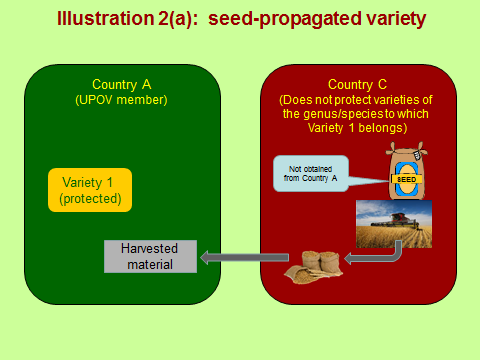 Illustration 2(a): seed-propagated variety
Country A
(UPOV member)
Variety 1
(protected)
Harvested
material
Country C
(Does not protect varieties of
the genus/species to which
Variety 1 belongs)
Not obtained
from Country A
SEED